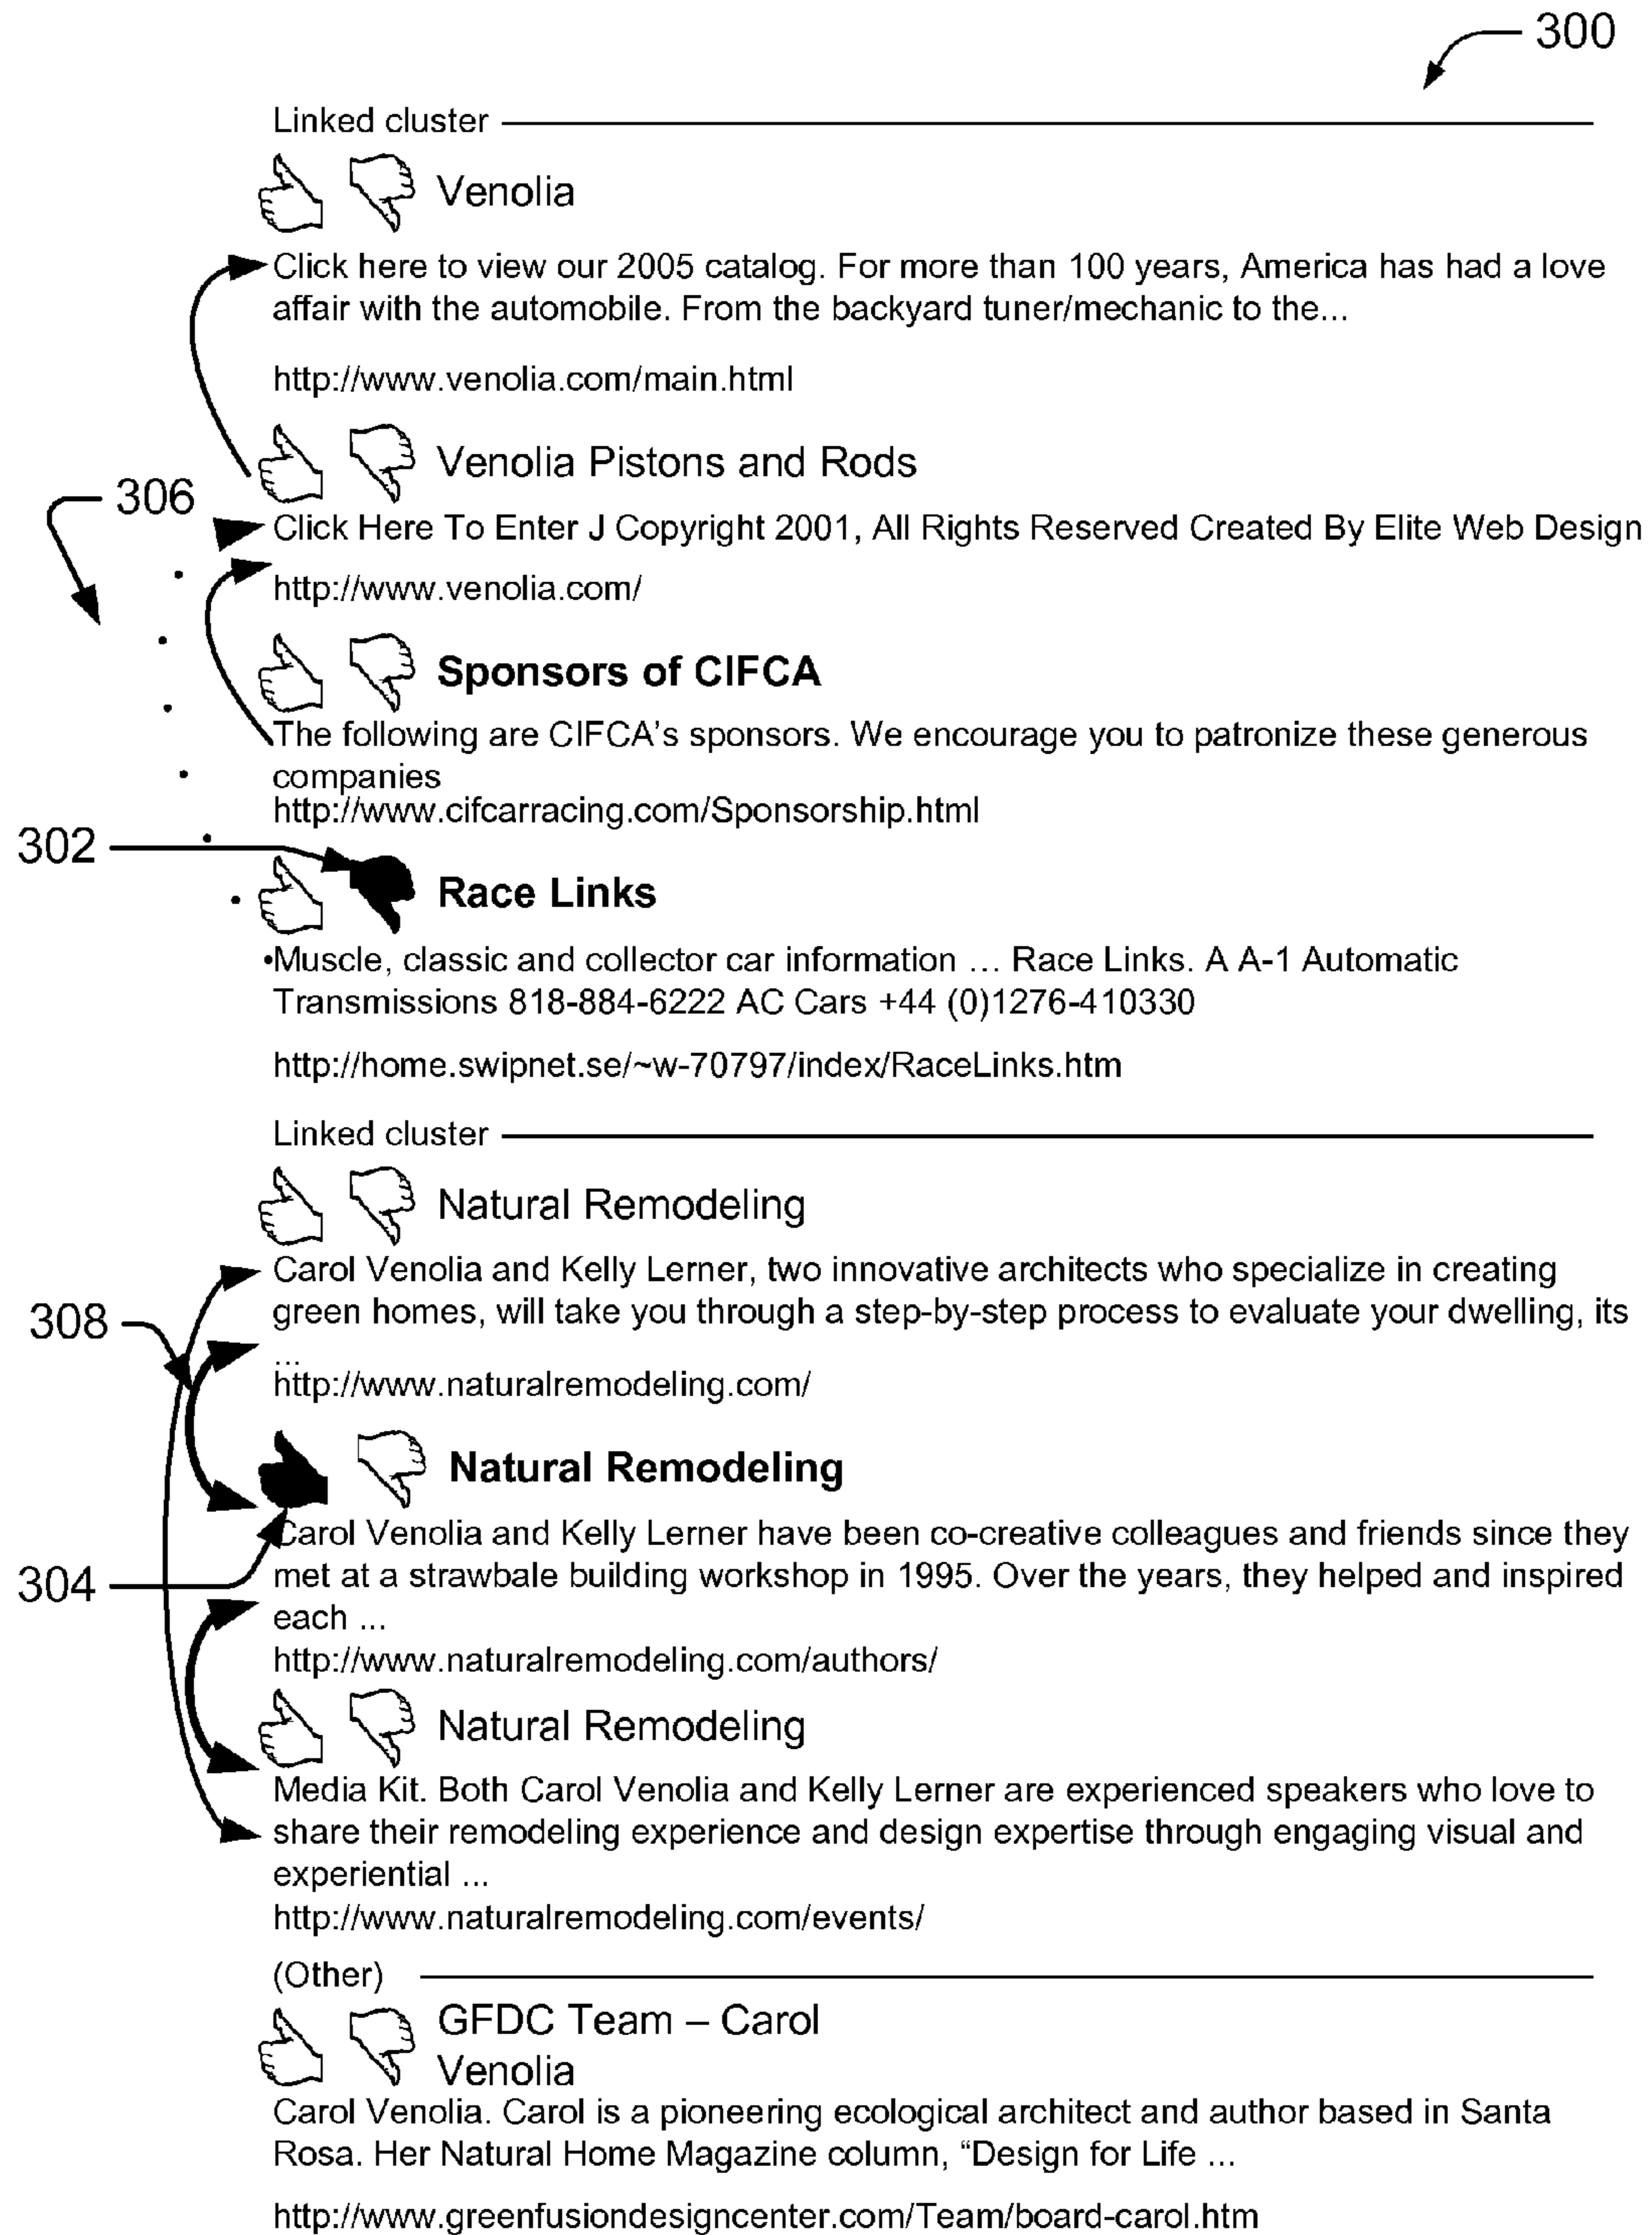 300
Linked cluster
Venolia
Click here to view our 2005 catalog. For more than 100 years, America has had a love
affair with the automobile. From the backyard tuner/mechanic to the...
http://www.venolia.com/main.html
Venolia Pistons and Rods
306
Click Here To Enter J Copyright 2001, All Rights Reserved Created By Elite Web Design
http://www.venolia.com/
Sponsors of CIFCA
The following are CIFCA's sponsors. We encourage you to patronize these generous
companies
http://www.cifcarracing.com/Sponsorship.html
302
Race Links
•Muscle, classic and collector car information ... Race Links. A A-1 Automatic
Transmissions 818-884-6222 AC Cars +44 (0)1276-410330
http://home.swipnet.se/~w-70797/index/RaceLinks.htm
Linked cluster
Natural Remodeling
Carol Venolia and Kelly Lerner, two innovative architects who specialize in creating
green homes, will take you through a step-by-step process to evaluate your dwelling, its
308
...
http://www.naturalremodeling.com/
Natural Remodeling
Carol Venolia and Kelly Lerner have been co-creative colleagues and friends since they
met at a strawbale building workshop in 1995. Over the years, they helped and inspired
304
each ...
http://www.naturalremodeling.com/authors/
Natural Remodeling
Media Kit. Both Carol Venolia and Kelly Lerner are experienced speakers who love to
share their remodeling experience and design expertise through engaging visual and
experiential ...
http://www.naturalremodeling.com/events/
(Other)
GFDC Team – Carol
Venolia
Carol Venolia. Carol is a pioneering ecological architect and author based in Santa
Rosa. Her Natural Home Magazine column, "Design for Life ...
http://www.greenfusiondesigncenter.com/Team/board-carol.htm